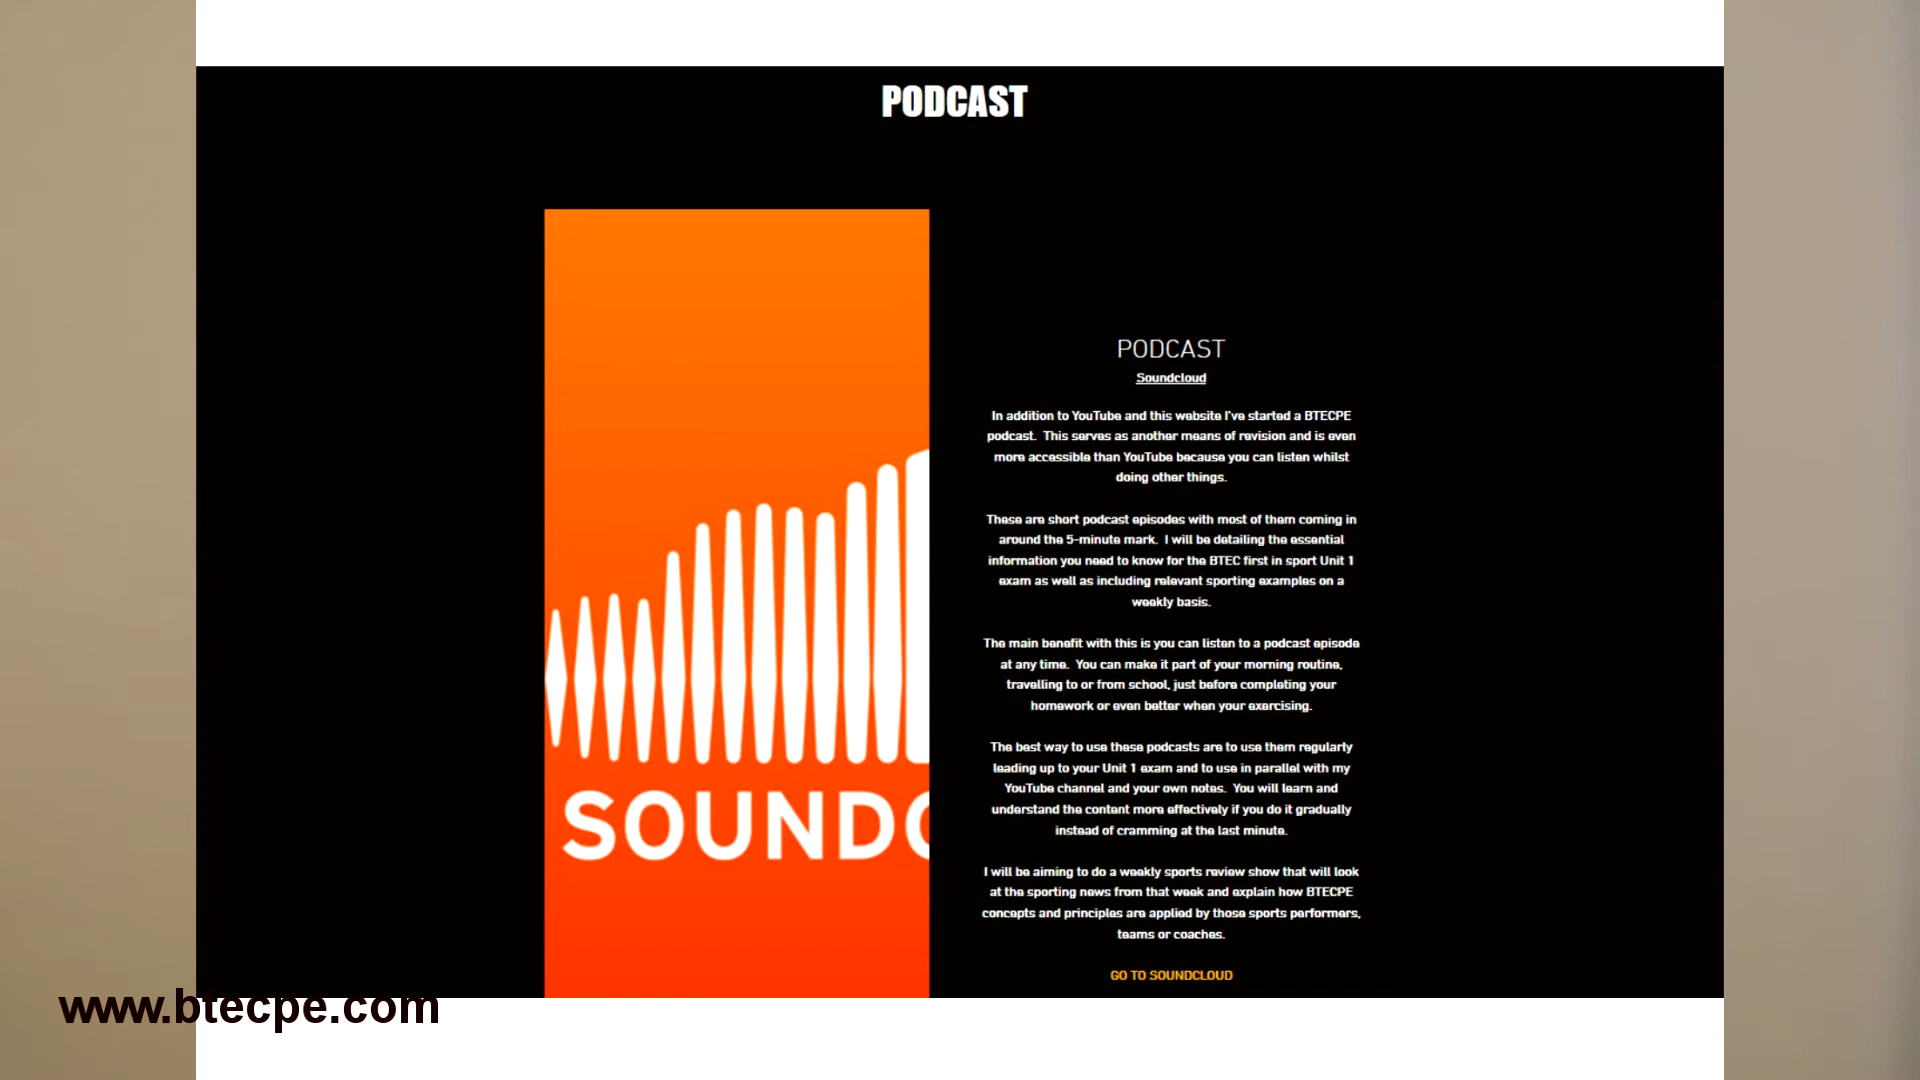 PODCAST
SOUNDC
PODCAST
Soundcloud
In addition to YouTube and this website I've started a BTECPE
podcast. This serves as another means of revision and is even
more accessible than YouTube because you can listen whilst
doing other things.
These are short podcast episodes with most of them coming in
around the 5-minute mark. I will be detailing the essential
information you need to know for the BTEC first in sport Unit 1
exam as well as including relevant sporting examples on a
weekly basis.
The main benefit with this is you can listen to a podcast episode
at any time. You can make it part of your morning routine,
travelling to or from school, just before completing your
homework or even better when your exercising.
The best way to use these podcasts are to use them regularly
leading up to your Unit 1 exam and to use in parallel with my
YouTube channel and your own notes. You will learn and
understand the content more effectively if you do it gradually
instead of cramming at the last minute.
I will be aiming to do a weekly sports review show that will look
at the sporting news from that week and explain how BTECPE
concepts and principles are applied by those sports performers,
teams or coaches.
GO TO SOUNDCLOUD
www.btecpe.com